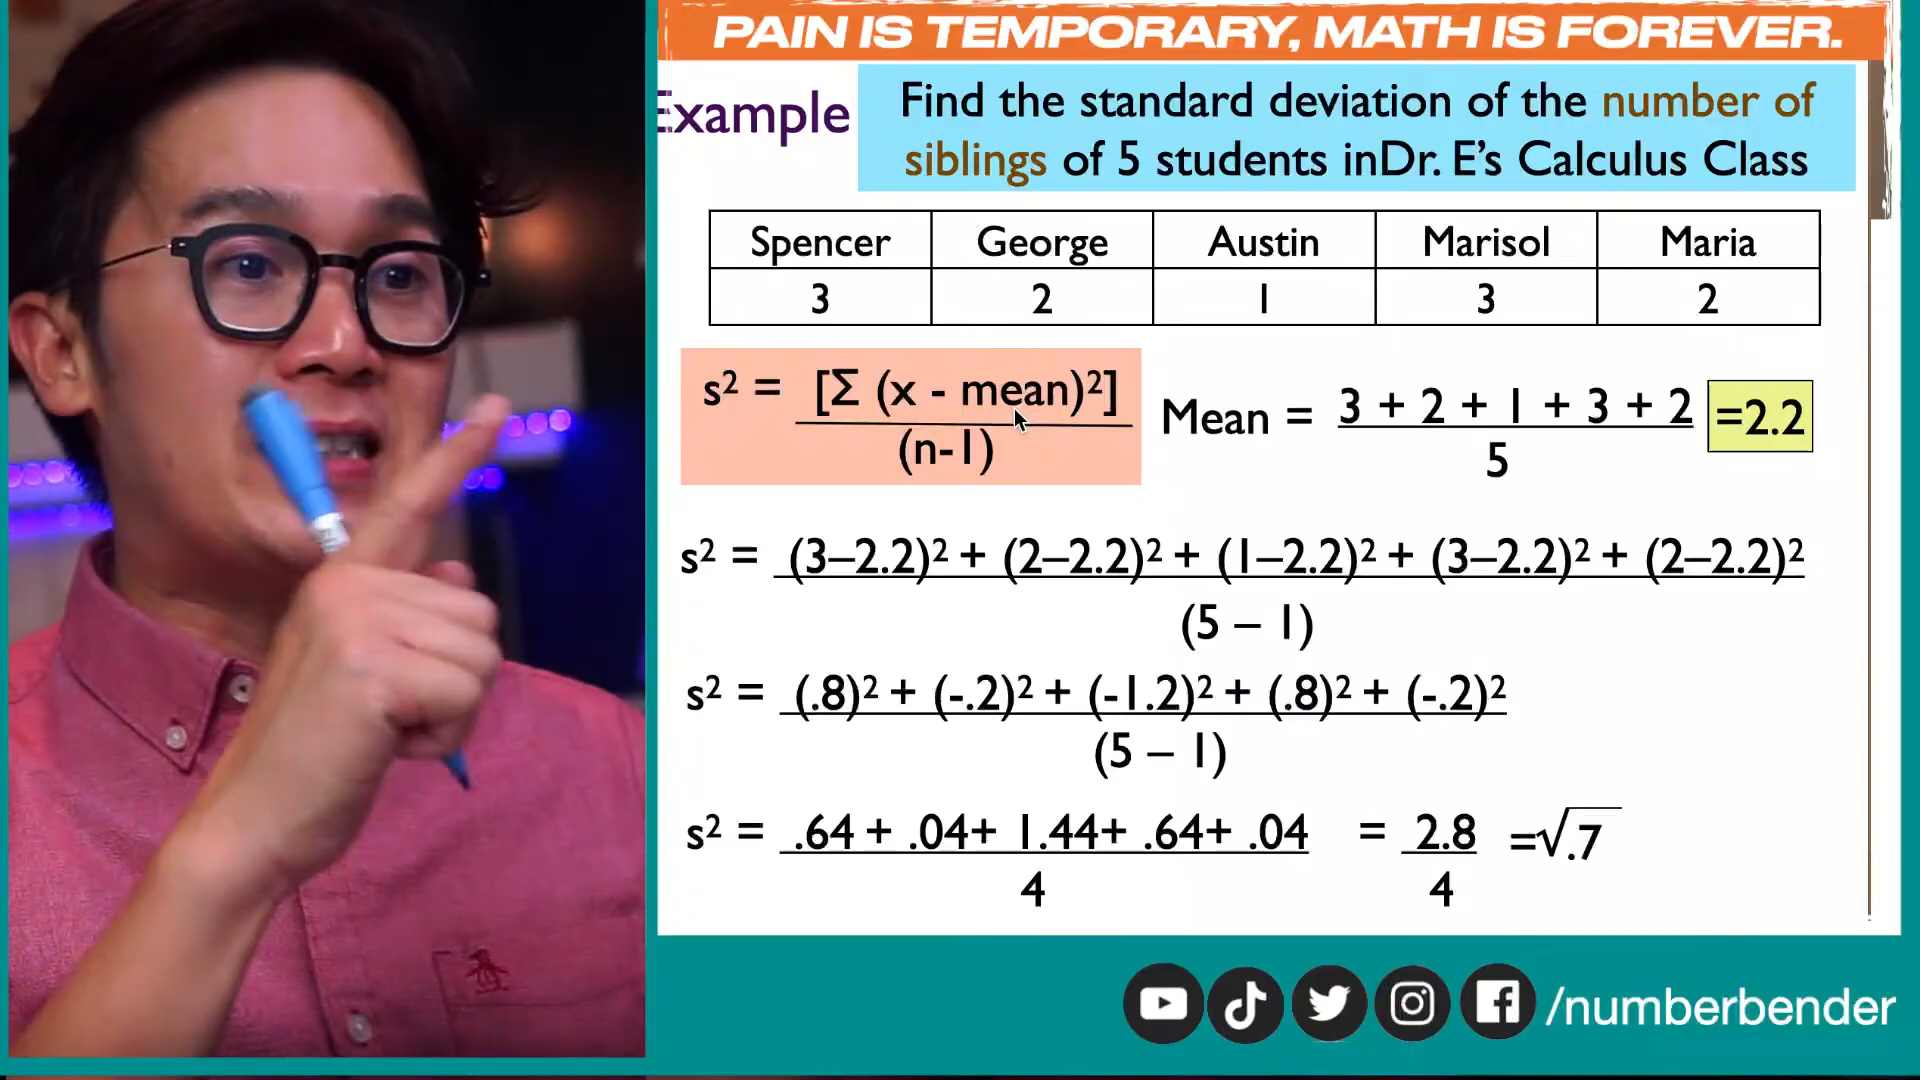 PAIN IS TEMPORARY, MATH IS FOREVER.
Example
Find the standard deviation of the number of
siblings of 5 students inDr. E's Calculus Class
Spencer George Austin Marisol Maria
3 2 1 3 2
s² = [Σ (x - mean)²]
(n-1)
Mean = 3 + 2 + 1 + 3 + 2 =2.2
5
s² = (3–2.2)² + (2–2.2)² + (1–2.2)² + (3–2.2)² + (2–2.2)²
(5 – 1)
s² = (.8)² + (-.2)² + (-1.2)² + (.8)² + (-.2)²
(5 – 1)
s² = .64 + .04+ 1.44+ .64+ .04 = 2.8 =√.7
4 4
/numberbender